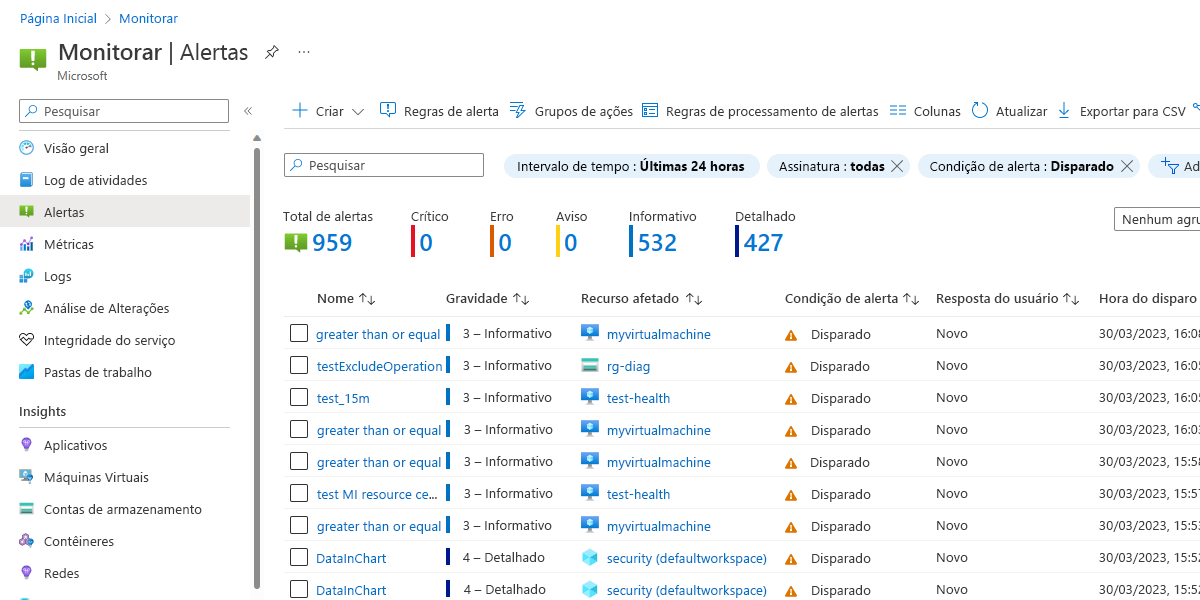 Página Inicial > Monitorar
Monitorar | Alertas ...
Microsoft
Pesquisar «
Criar Regras de alerta Grupos de ações Regras de processamento de alertas Colunas Atualizar Exportar para CSV
Visão geral
Log de atividades
Alertas
Métricas
Logs
Análise de Alterações
Integridade do serviço
Pastas de trabalho
Insights
Aplicativos
Máquinas Virtuais
Contas de armazenamento
Contêineres
Redes
Pesquisar Intervalo de tempo : Últimas 24 horas Assinatura : todas Condição de alerta : Disparado Ad
Total de alertas Crítico Erro Aviso Informativo Detalhado
959 0 0 0 532 427
Nenhum agru
Nome Gravidade Recurso afetado Condição de alerta Resposta do usuário Hora do disparo
greater than or equal 3 – Informativo myvirtualmachine Disparado Novo 30/03/2023, 16:08
testExcludeOperation 3 – Informativo rg-diag Disparado Novo 30/03/2023, 16:05
test_15m 3 – Informativo test-health Disparado Novo 30/03/2023, 16:05
greater than or equal 3 – Informativo myvirtualmachine Disparado Novo 30/03/2023, 16:03
greater than or equal 3 – Informativo myvirtualmachine Disparado Novo 30/03/2023, 15:58
test MI resource ce... 3 – Informativo test-health Disparado Novo 30/03/2023, 15:57
greater than or equal 3 – Informativo myvirtualmachine Disparado Novo 30/03/2023, 15:53
DataInChart 4 – Detalhado security (defaultworkspace) Disparado Novo 30/03/2023, 15:52
DataInChart 4 – Detalhado security (defaultworkspace) Disparado Novo 30/03/2023, 15:52